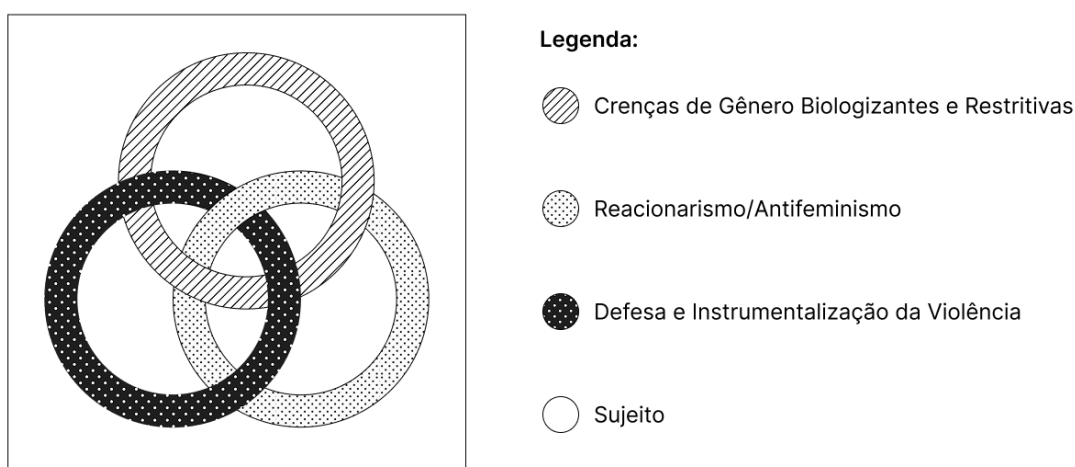 Legenda:
Crenças de Gênero Biologizantes e Restritivas
Reacionarismo/Antifeminismo
Defesa e Instrumentalização da Violência
Sujeito